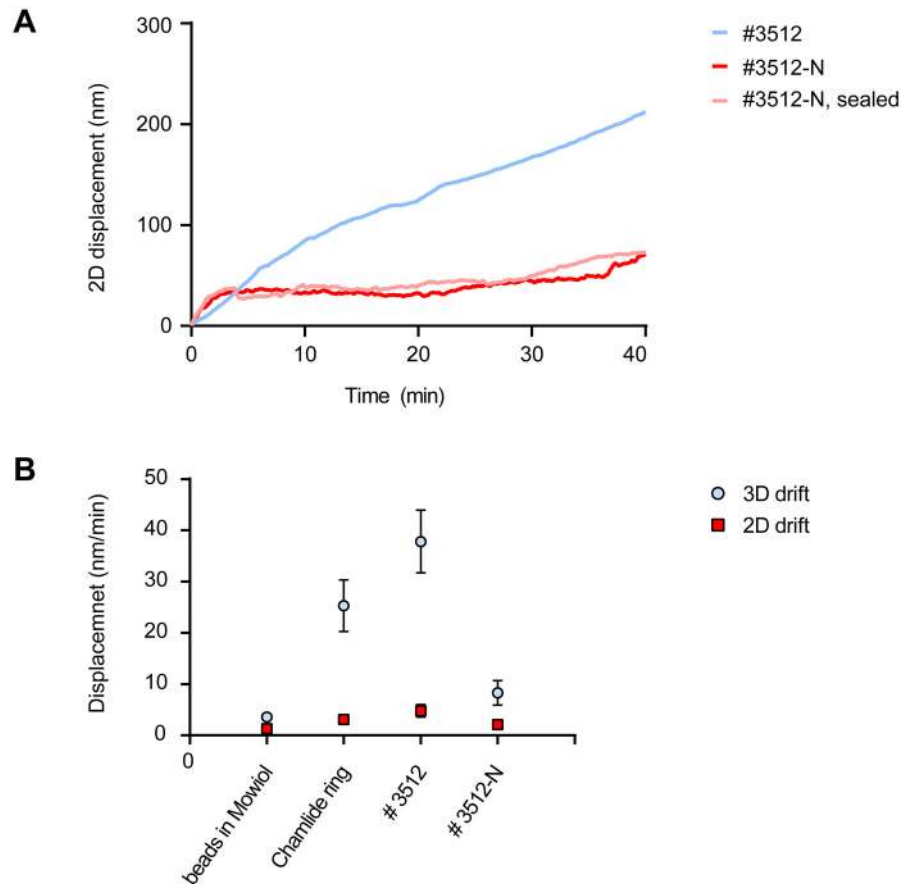 A
300
200
100
0
2D displacement (nm)
0 10 20 30 40
Time (min)
#3512
#3512-N
#3512-N, sealed
B
50
40
30
20
10
0
Displacemnet (nm/min)
0
beads in Mowiol
Chamlide ring
# 3512
# 3512-N
3D drift
2D drift